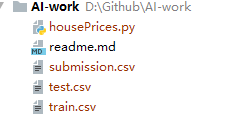 AI-work D:\Github\AI-work
housePrices.py
readme.md
submission.csv
test.csv
train.csv